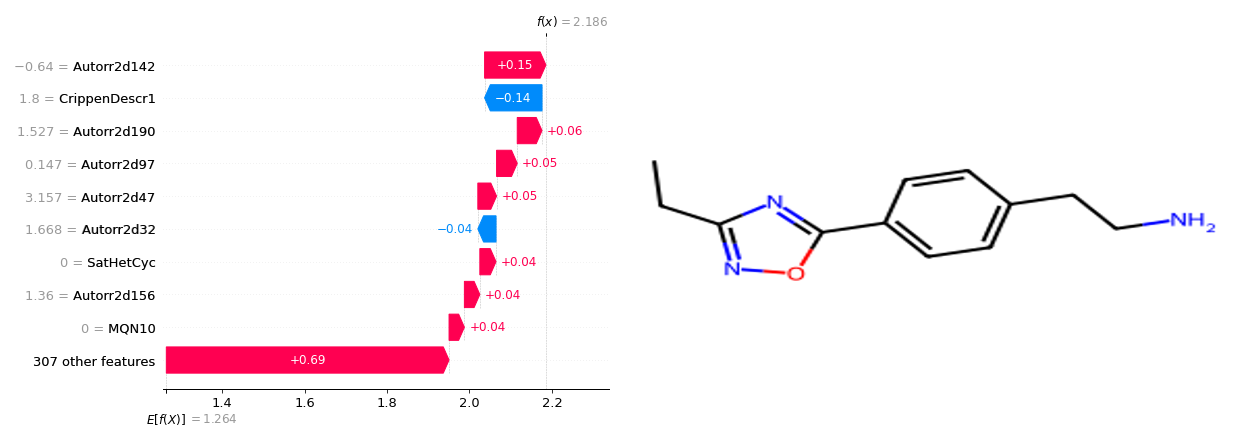 f(x) = 2.186
−0.64 = Autorr2d142
+0.15
1.8 = CrippenDescr1
−0.14
1.527 = Autorr2d190
+0.06
0.147 = Autorr2d97
+0.05
3.157 = Autorr2d47
+0.05
1.668 = Autorr2d32
−0.04
0 = SatHetCyc
+0.04
1.36 = Autorr2d156
+0.04
0 = MQN10
+0.04
307 other features
+0.69
1.4 1.6 1.8 2.0 2.2
E[f(X)] = 1.264
N
N
O
NH2